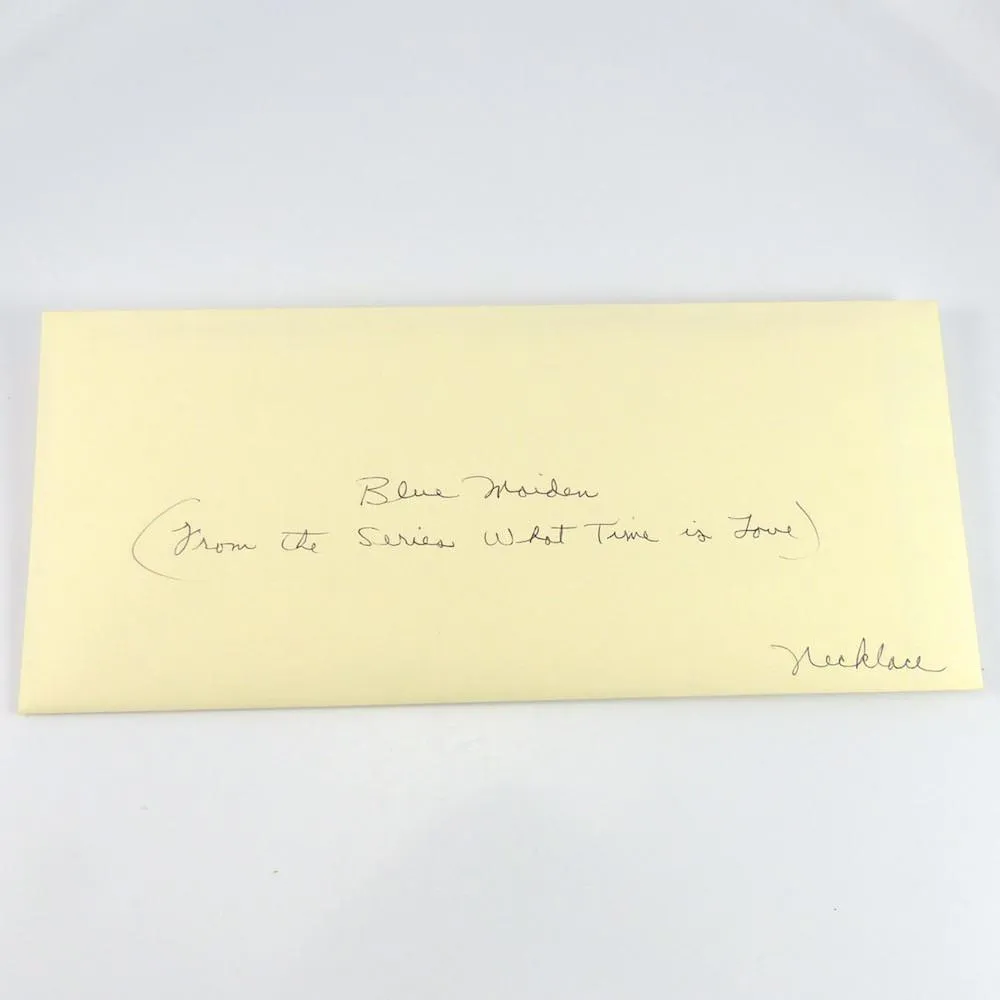 Blue Maiden
(From the Series What Time is Love)
Necklace